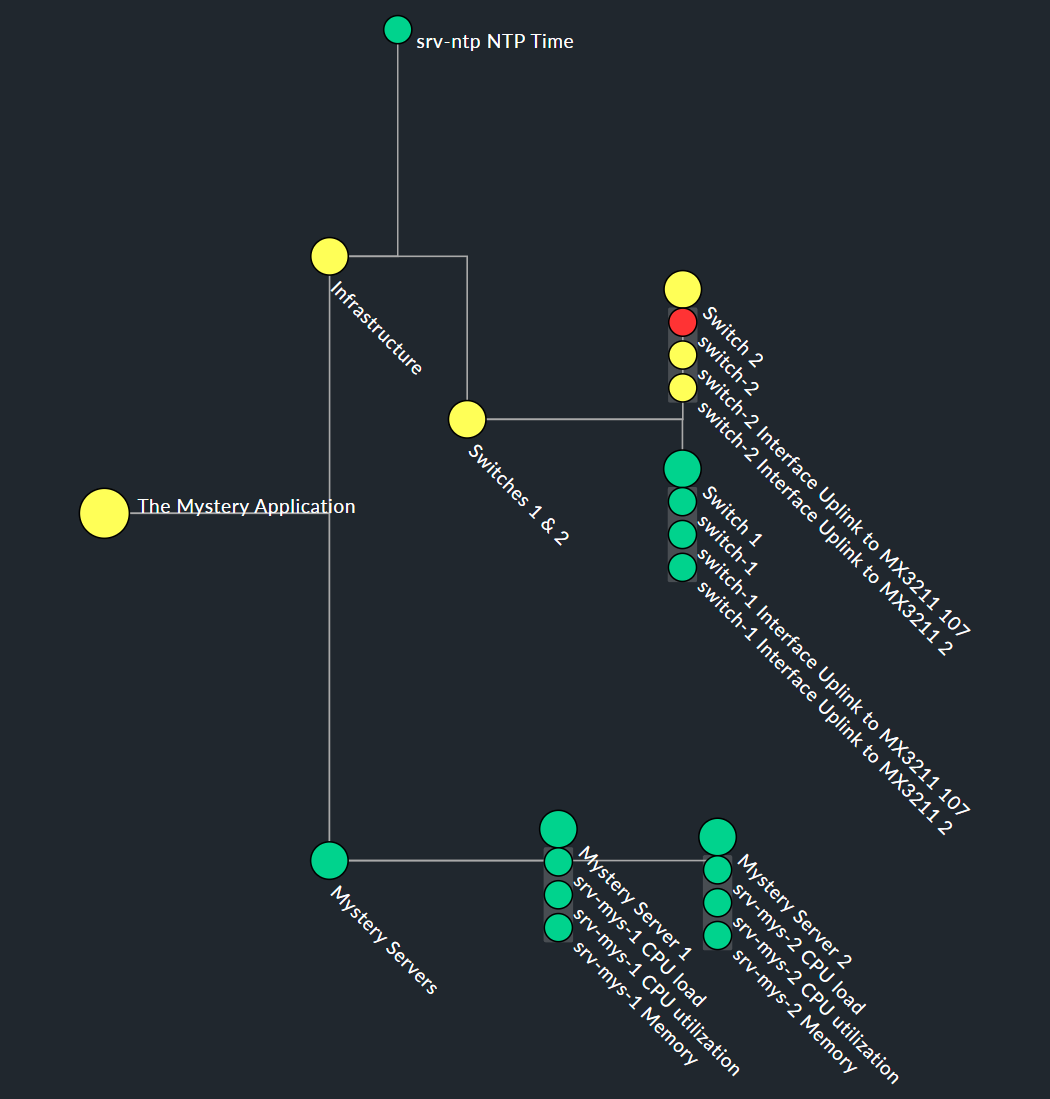 srv-ntp NTP Time
Infrastructure
Switch 2
switch-2
switch-2 Interface Uplink to MX3211 107
switch-2 Interface Uplink to MX3211 2
Switches 1 & 2
Switch 1
switch-1
switch-1 Interface Uplink to MX3211 107
switch-1 Interface Uplink to MX3211 2
The Mystery Application
Mystery Servers
Mystery Server 1
srv-mys-1 CPU load
srv-mys-1 CPU utilization
srv-mys-1 Memory
Mystery Server 2
srv-mys-2 CPU load
srv-mys-2 CPU utilization
srv-mys-2 Memory